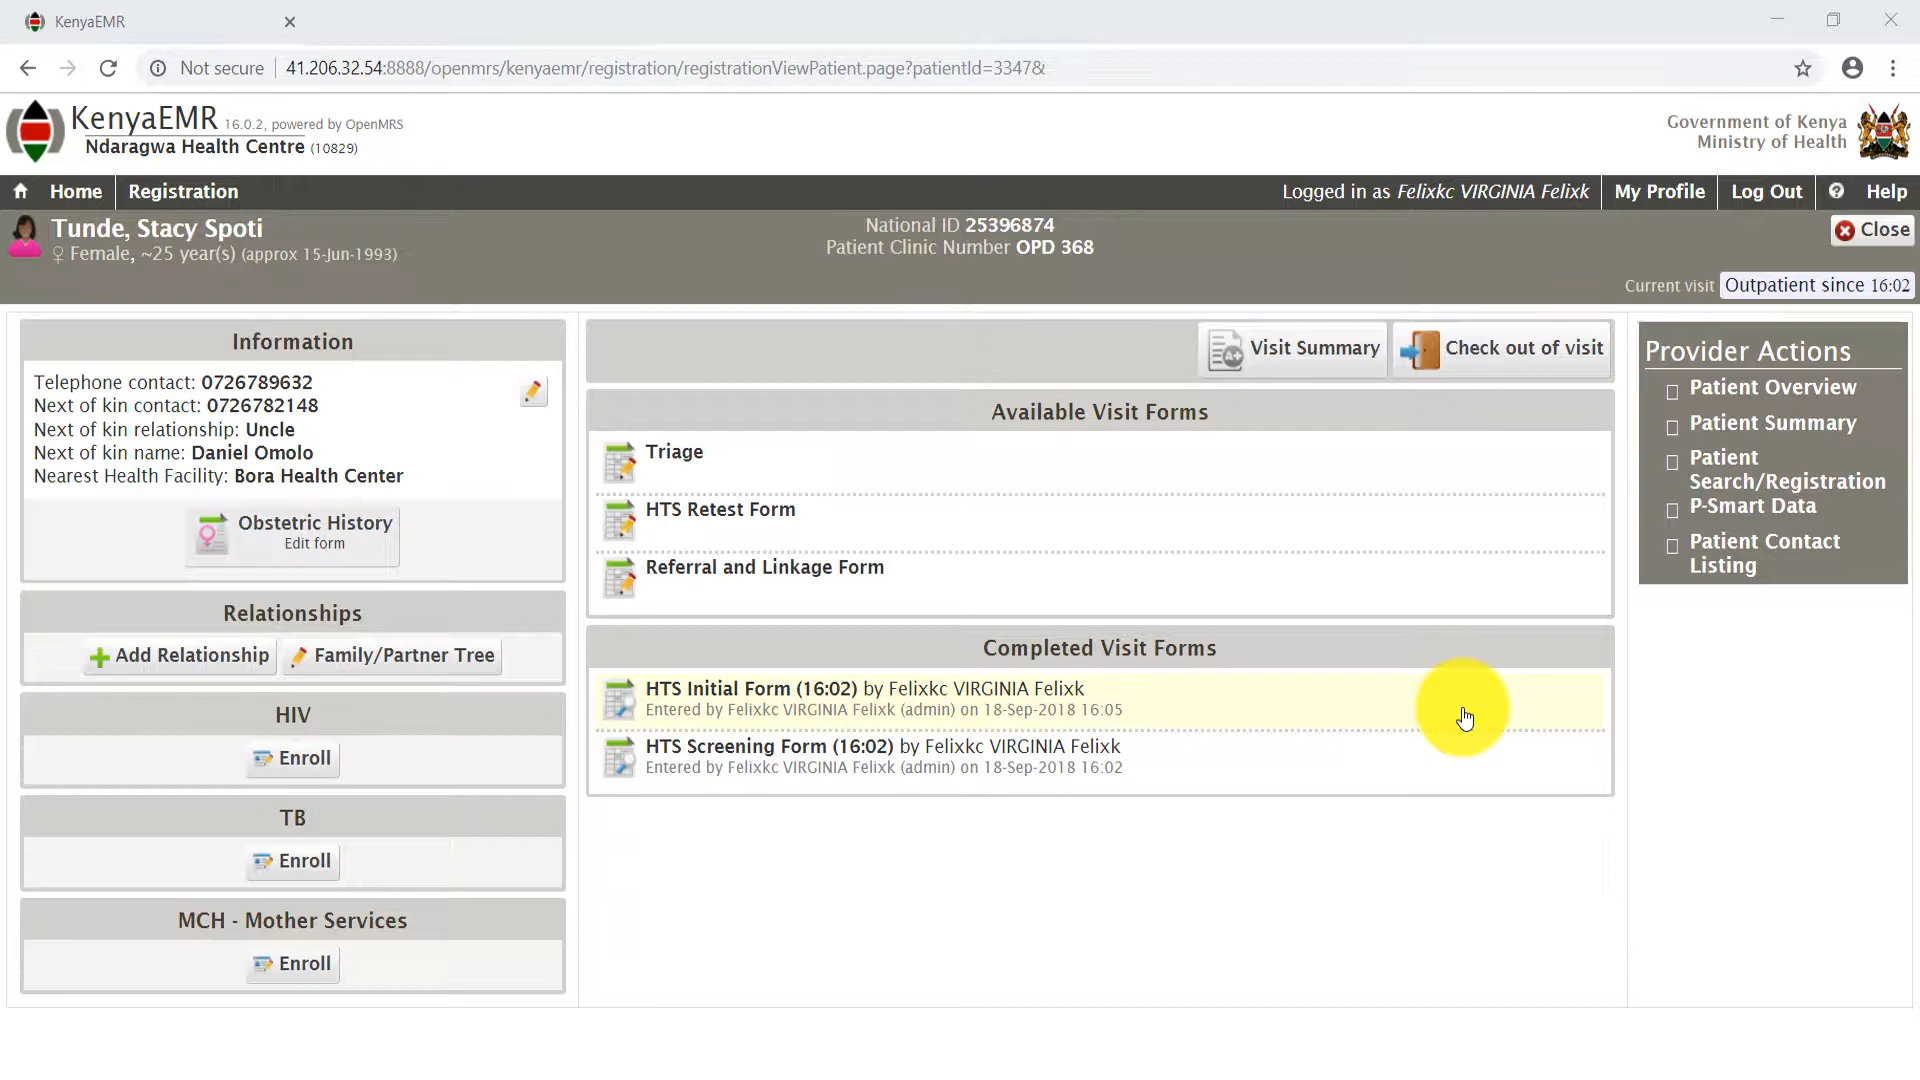 KenyaEMR
Not secure
41.206.32.54:8888/openmrs/kenyaemr/registration/registrationViewPatient.page?patientId=3347&
KenyaEMR 16.0.2, powered by OpenMRS
Ndaragwa Health Centre (10829)
Government of Kenya
Ministry of Health
Home
Registration
Logged in as Felixkc VIRGINIA Felixk
My Profile
Log Out
Help
Tunde, Stacy Spoti
♀ Female, ~25 year(s) (approx 15-Jun-1993)
National ID 25396874
Patient Clinic Number OPD 368
Close
Current visit Outpatient since 16:02
Information
Telephone contact: 0726789632
Next of kin contact: 0726782148
Next of kin relationship: Uncle
Next of kin name: Daniel Omolo
Nearest Health Facility: Bora Health Center
Obstetric History
Edit form
Relationships
Add Relationship
Family/Partner Tree
HIV
Enroll
TB
Enroll
MCH - Mother Services
Enroll
Visit Summary
Check out of visit
Available Visit Forms
Triage
HTS Retest Form
Referral and Linkage Form
Completed Visit Forms
HTS Initial Form (16:02) by Felixkc VIRGINIA Felixk
Entered by Felixkc VIRGINIA Felixk (admin) on 18-Sep-2018 16:05
HTS Screening Form (16:02) by Felixkc VIRGINIA Felixk
Entered by Felixkc VIRGINIA Felixk (admin) on 18-Sep-2018 16:02
Provider Actions
Patient Overview
Patient Summary
Patient
Search/Registration
P-Smart Data
Patient Contact
Listing